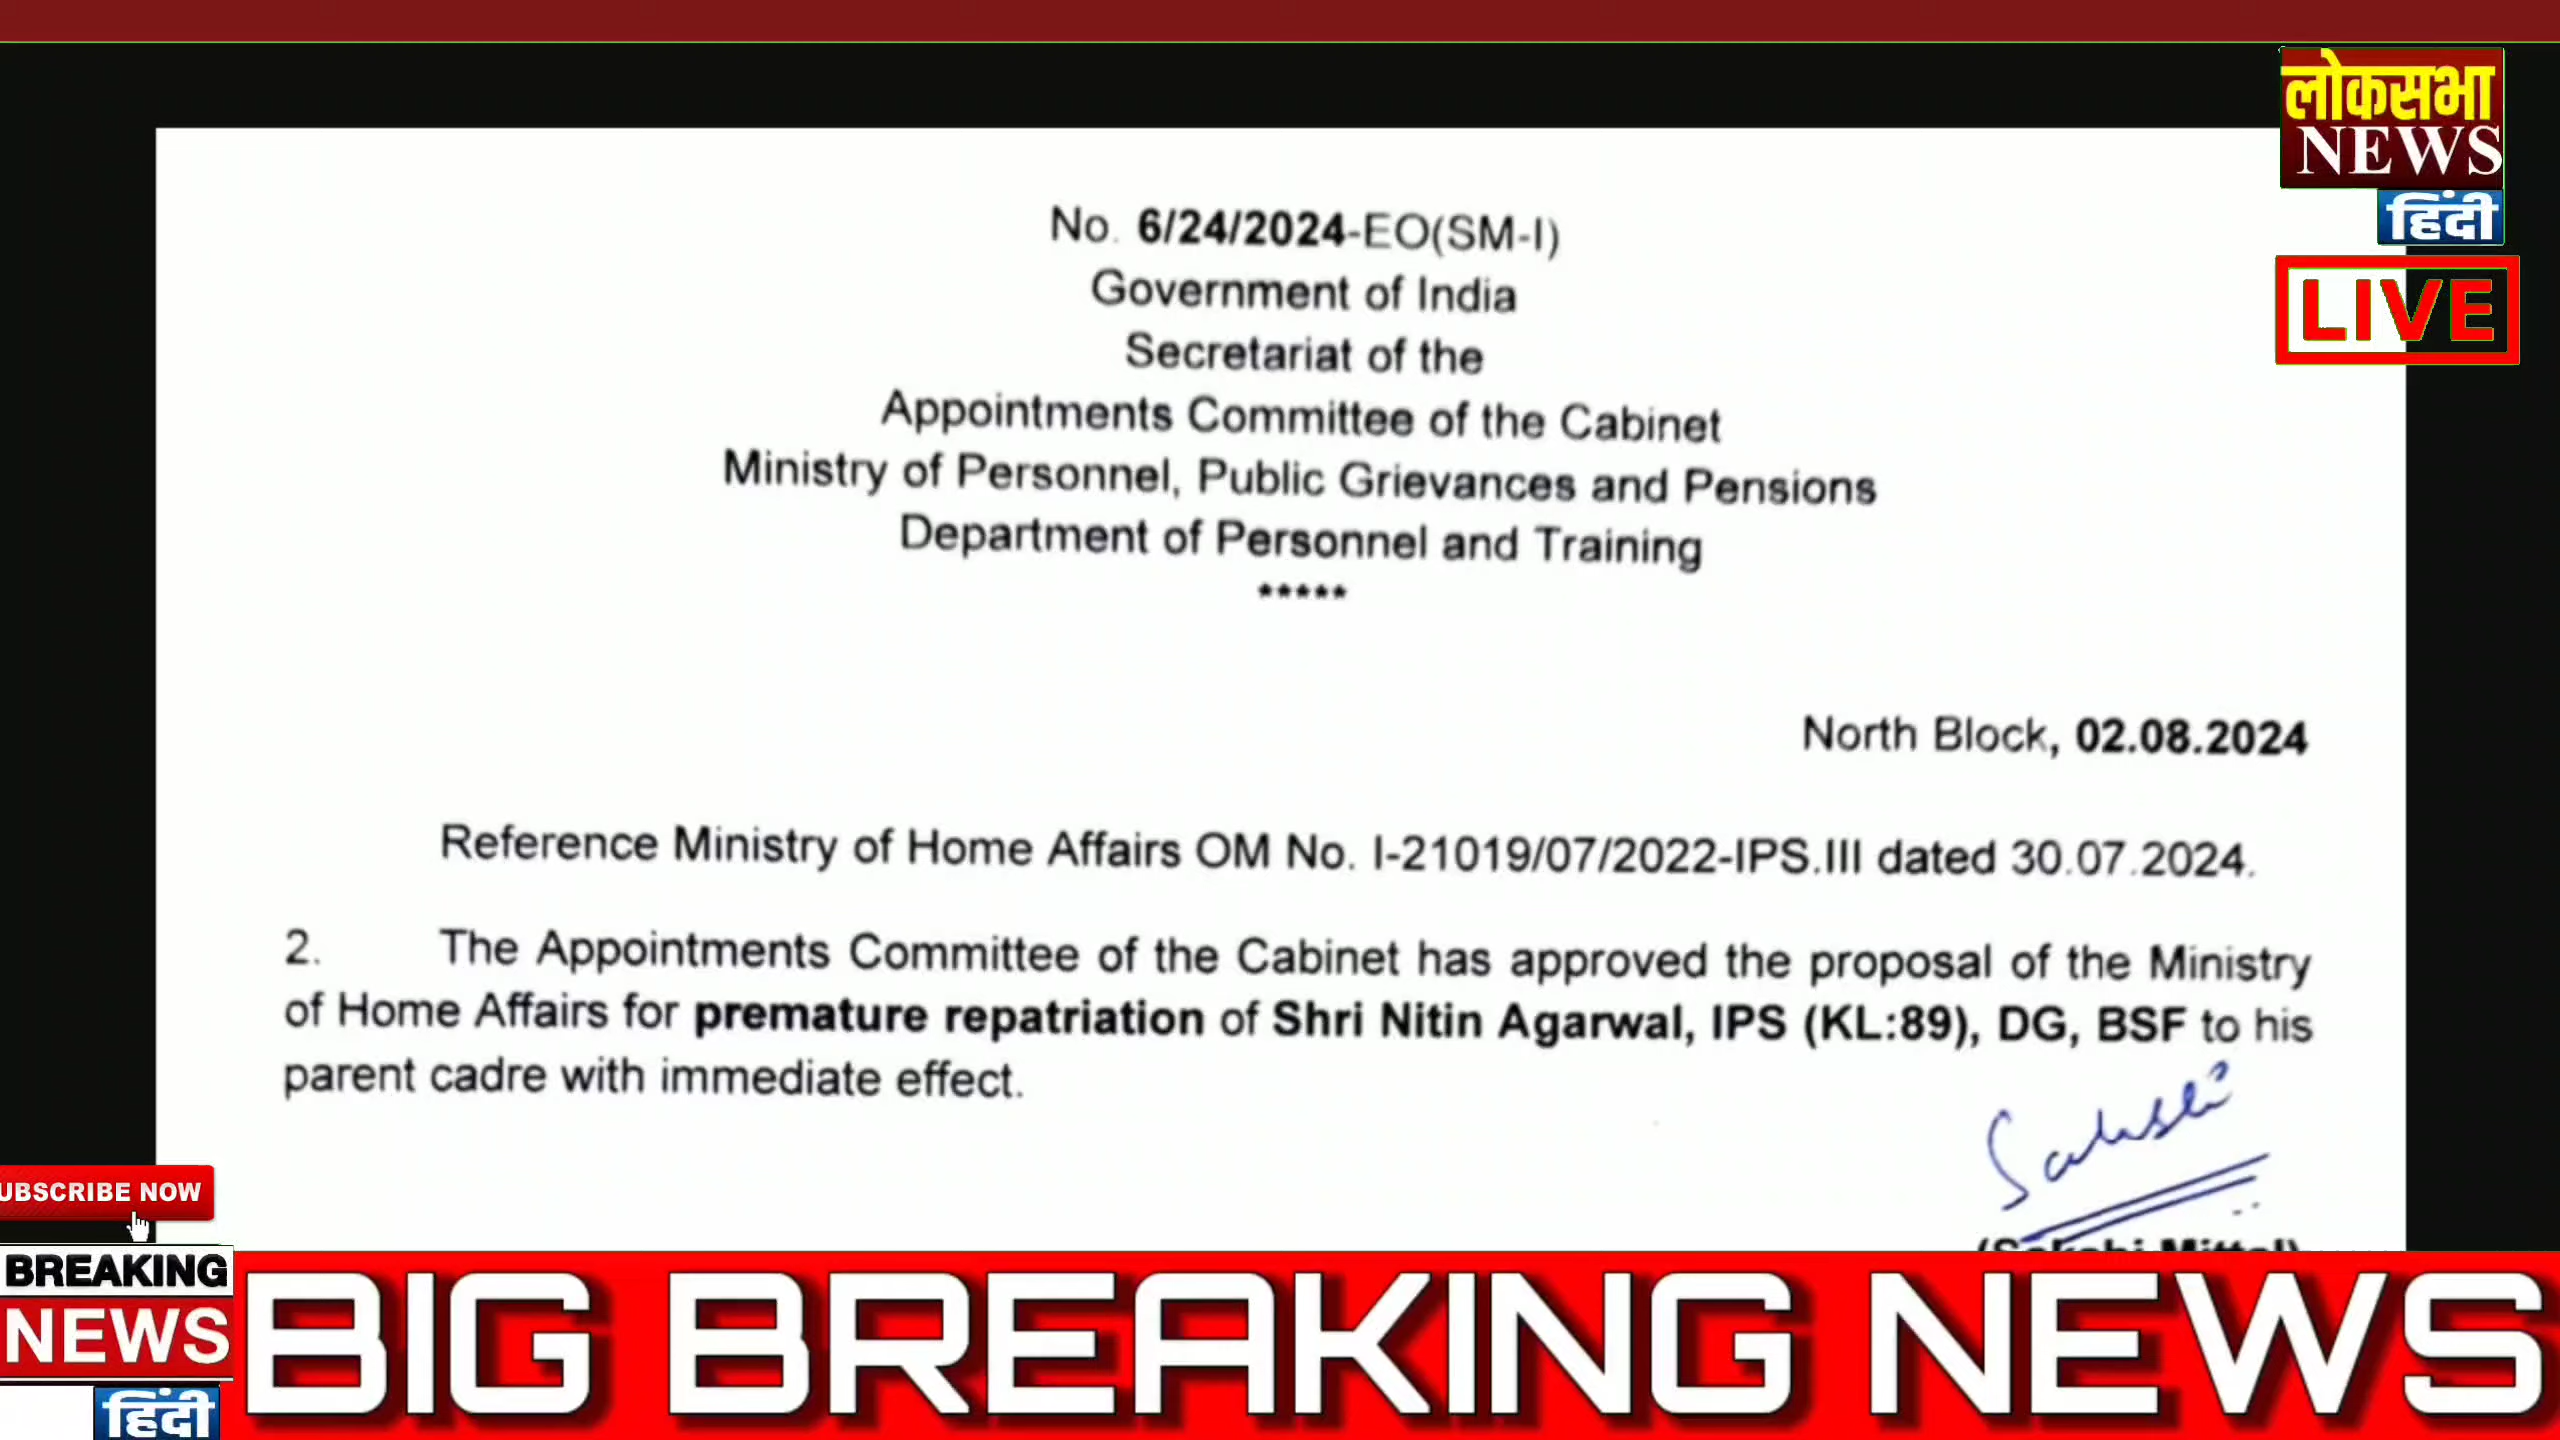 लोकसभा
NEWS
हिंदी
LIVE
No. 6/24/2024-EO(SM-I)
Government of India
Secretariat of the
Appointments Committee of the Cabinet
Ministry of Personnel, Public Grievances and Pensions
Department of Personnel and Training
*****
North Block, 02.08.2024
Reference Ministry of Home Affairs OM No. I-21019/07/2022-IPS.III dated 30.07.2024.
2. The Appointments Committee of the Cabinet has approved the proposal of the Ministry
of Home Affairs for premature repatriation of Shri Nitin Agarwal, IPS (KL:89), DG, BSF to his
parent cadre with immediate effect.
UBSCRIBE NOW
BREAKING
NEWS
हिंदी
BIG BREAKING NEWS